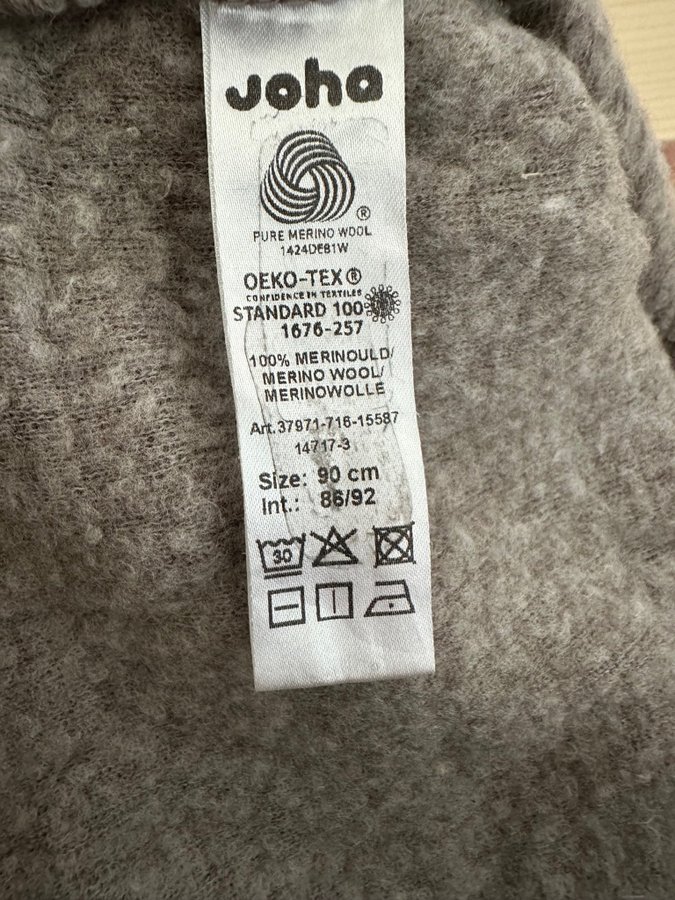 Joha
®
PURE MERINO WOOL
1424DE81W
OEKO-TEX®
CONFIDENCE IN TEXTILES
STANDARD 100
1676-257
100% MERINOULD/
MERINO WOOL/
MERINOWOLLE
Art.37971-716-15587
14717-3
Size: 90 cm
Int.: 86/92
30